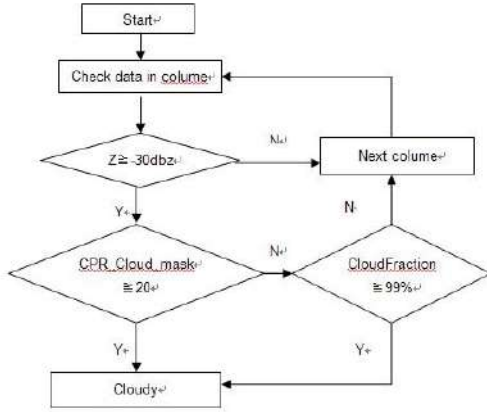 Start↵
Check data in colume↵
Z≧ -30dbz↵
N↵
Next colume↵
Y↵
N
CPR_Cloud_mask
≧ 20↵
N↵
CloudFraction
≧ 99%↵
Y↵
Y↵
Cloudy↵